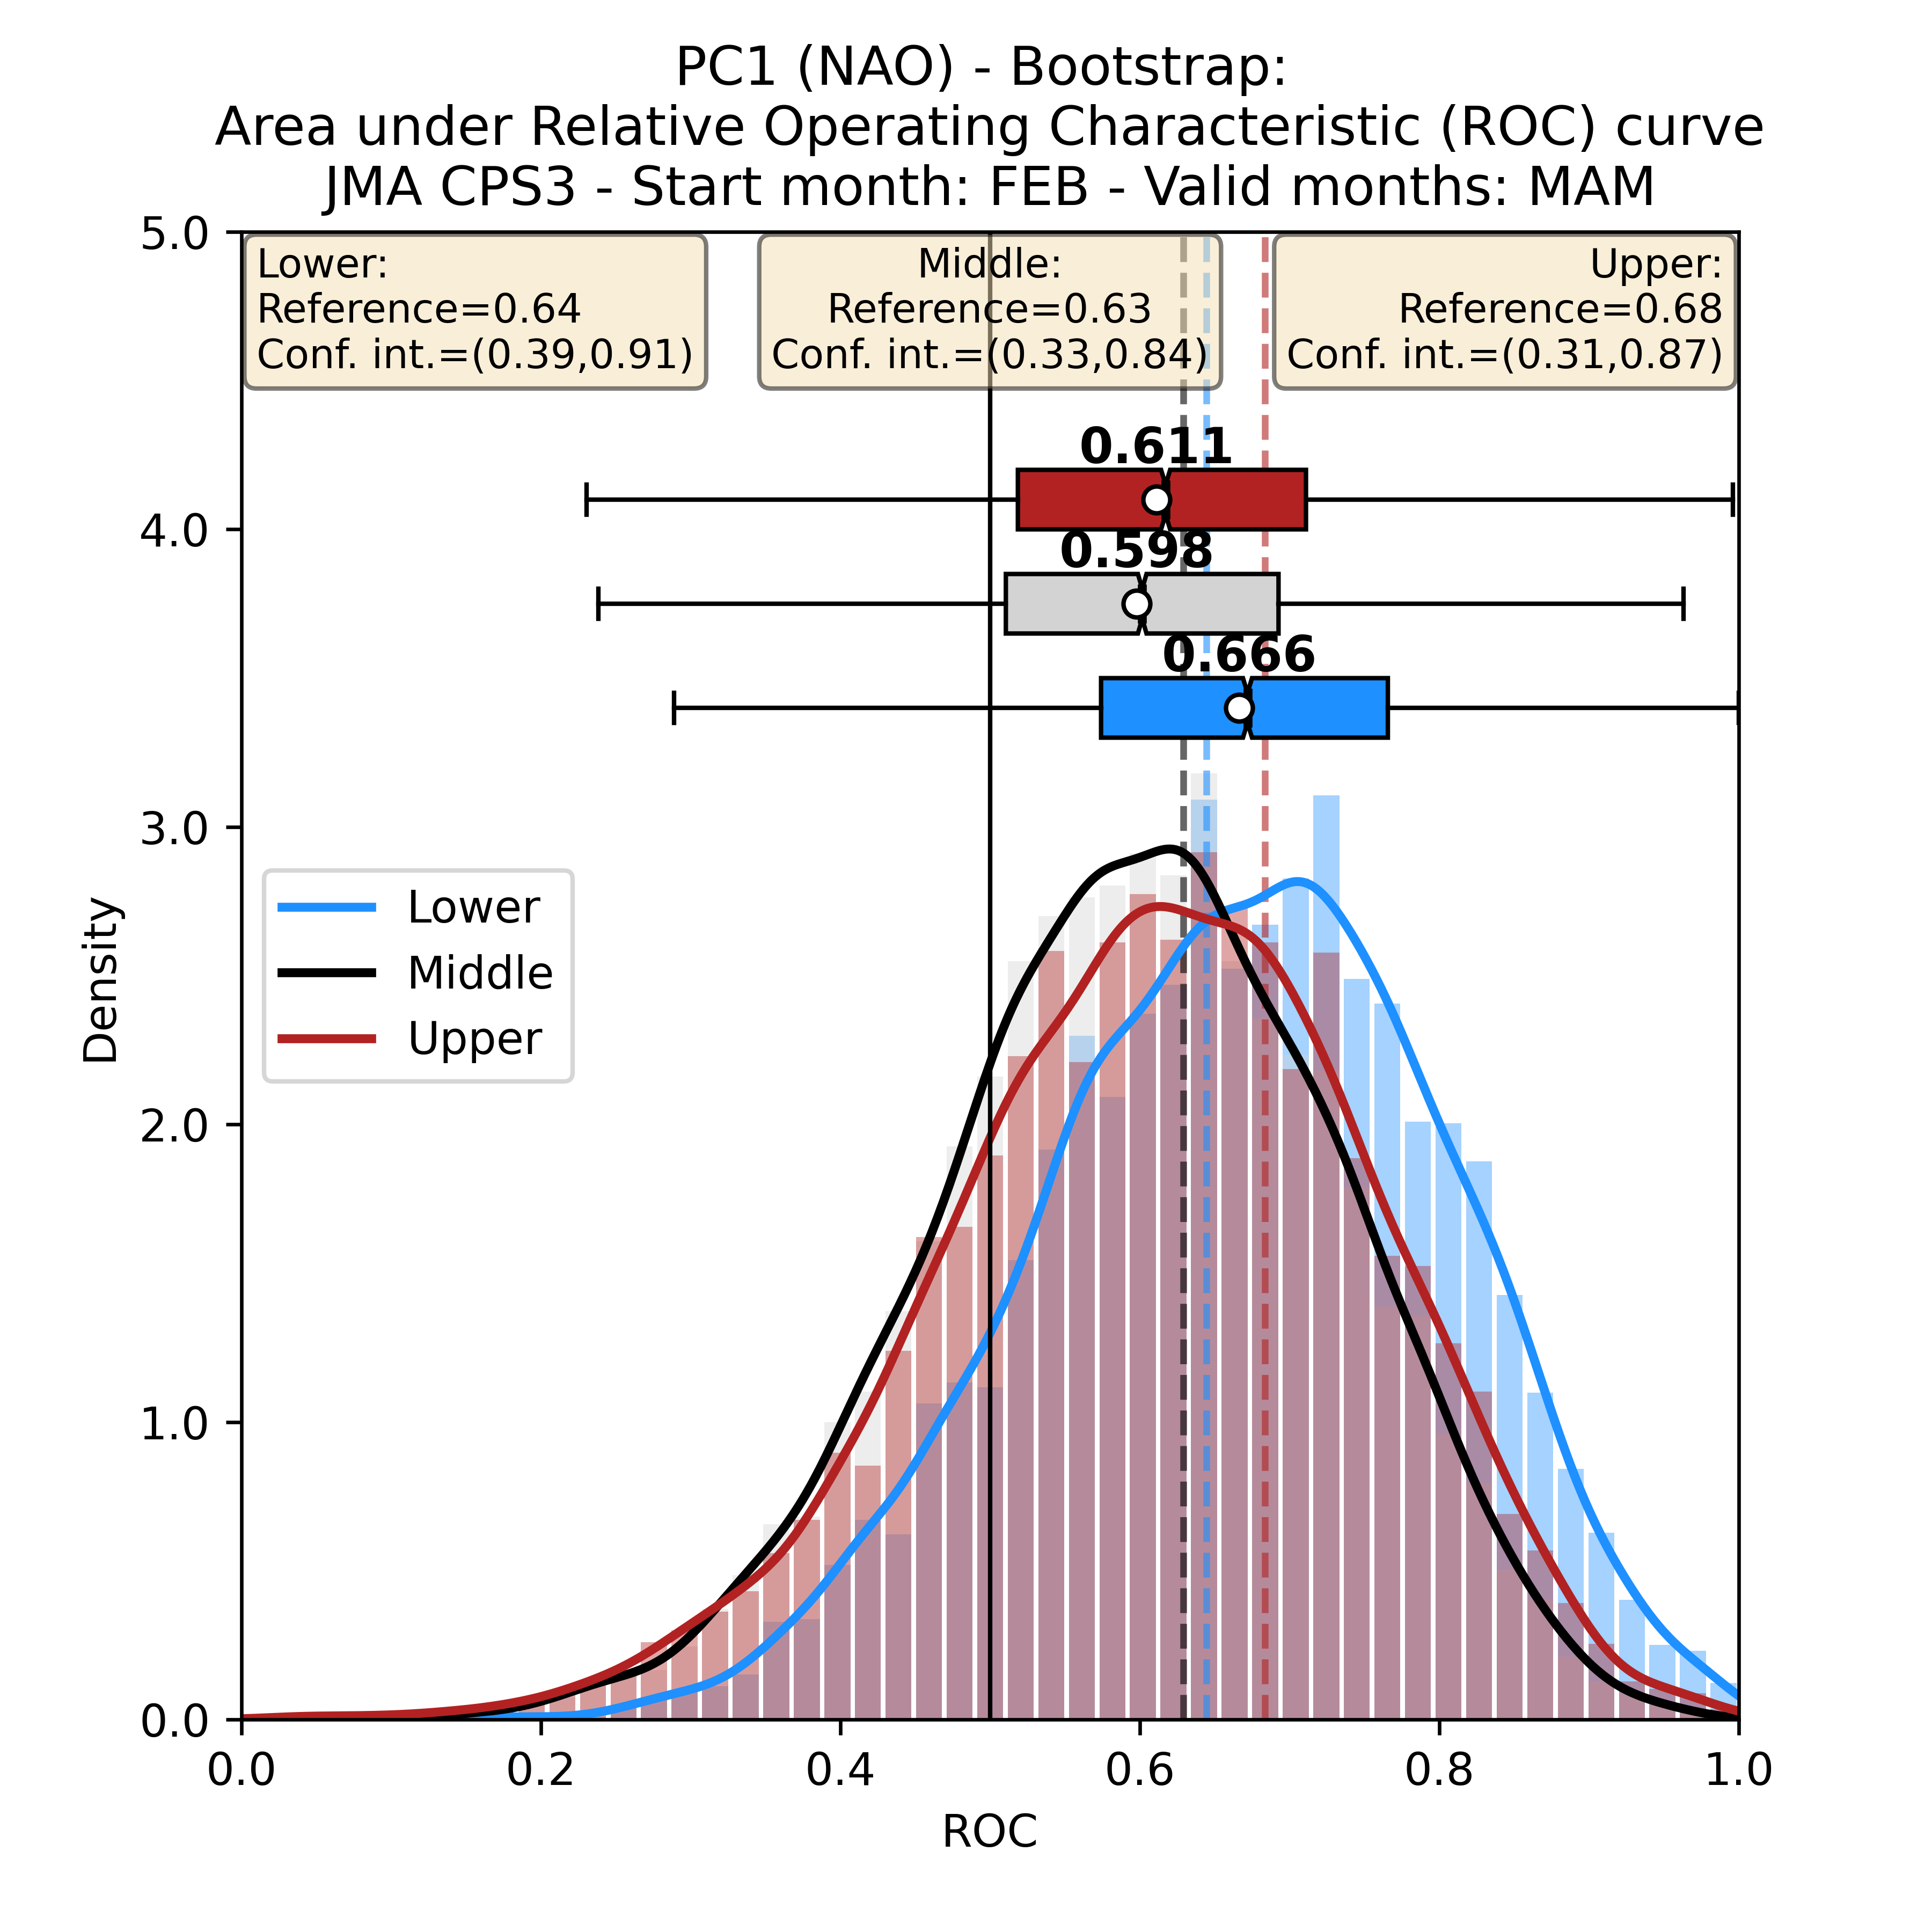 PC1 (NAO) - Bootstrap:
Area under Relative Operating Characteristic (ROC) curve
JMA CPS3 - Start month: FEB - Valid months: MAM
Lower:
Reference=0.64
Conf. int.=(0.39,0.91)
Middle:
Reference=0.63
Conf. int.=(0.33,0.84)
Upper:
Reference=0.68
Conf. int.=(0.31,0.87)
0.611
0.598
0.666
Lower
Middle
Upper
Density
5.0
4.0
3.0
2.0
1.0
0.0
0.0 0.2 0.4 0.6 0.8 1.0
ROC